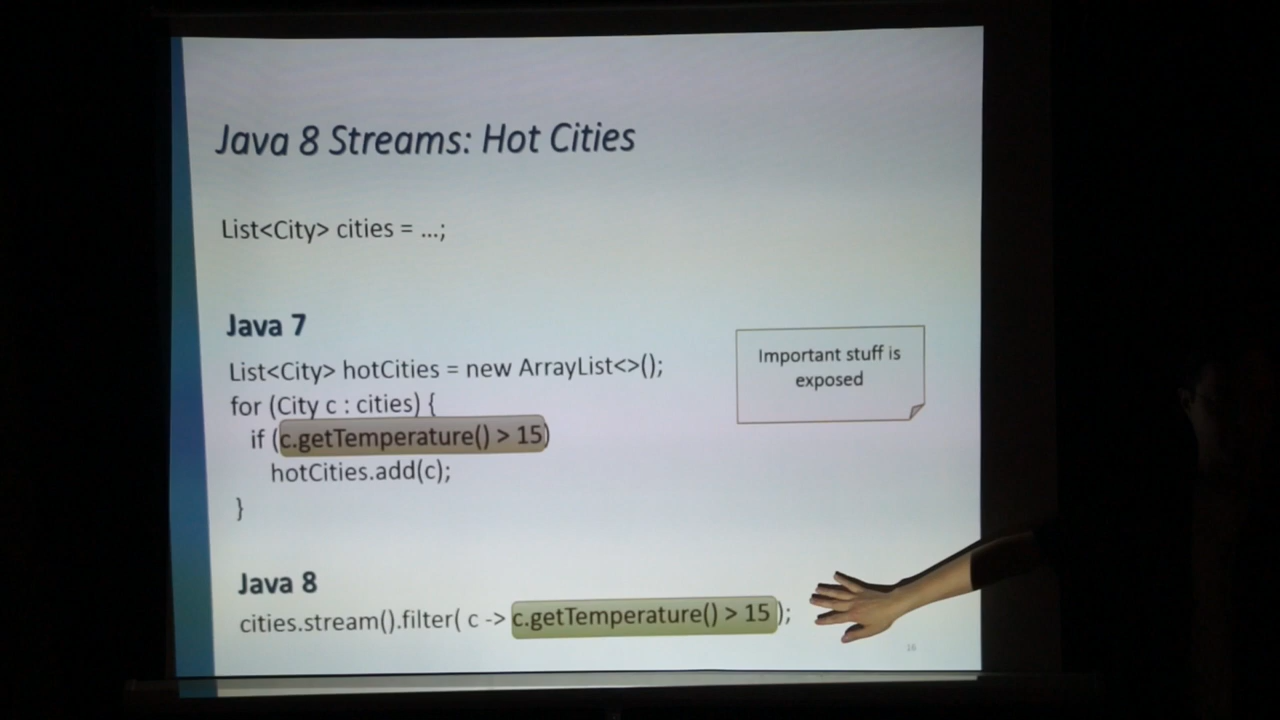 Java 8 Streams: Hot Cities
List<City> cities = ...;
Java 7
List<City> hotCities = new ArrayList<>();
for (City c : cities) {
if (c.getTemperature() > 15)
hotCities.add(c);
}
Important stuff is
exposed
Java 8
cities.stream().filter( c -> c.getTemperature() > 15 );